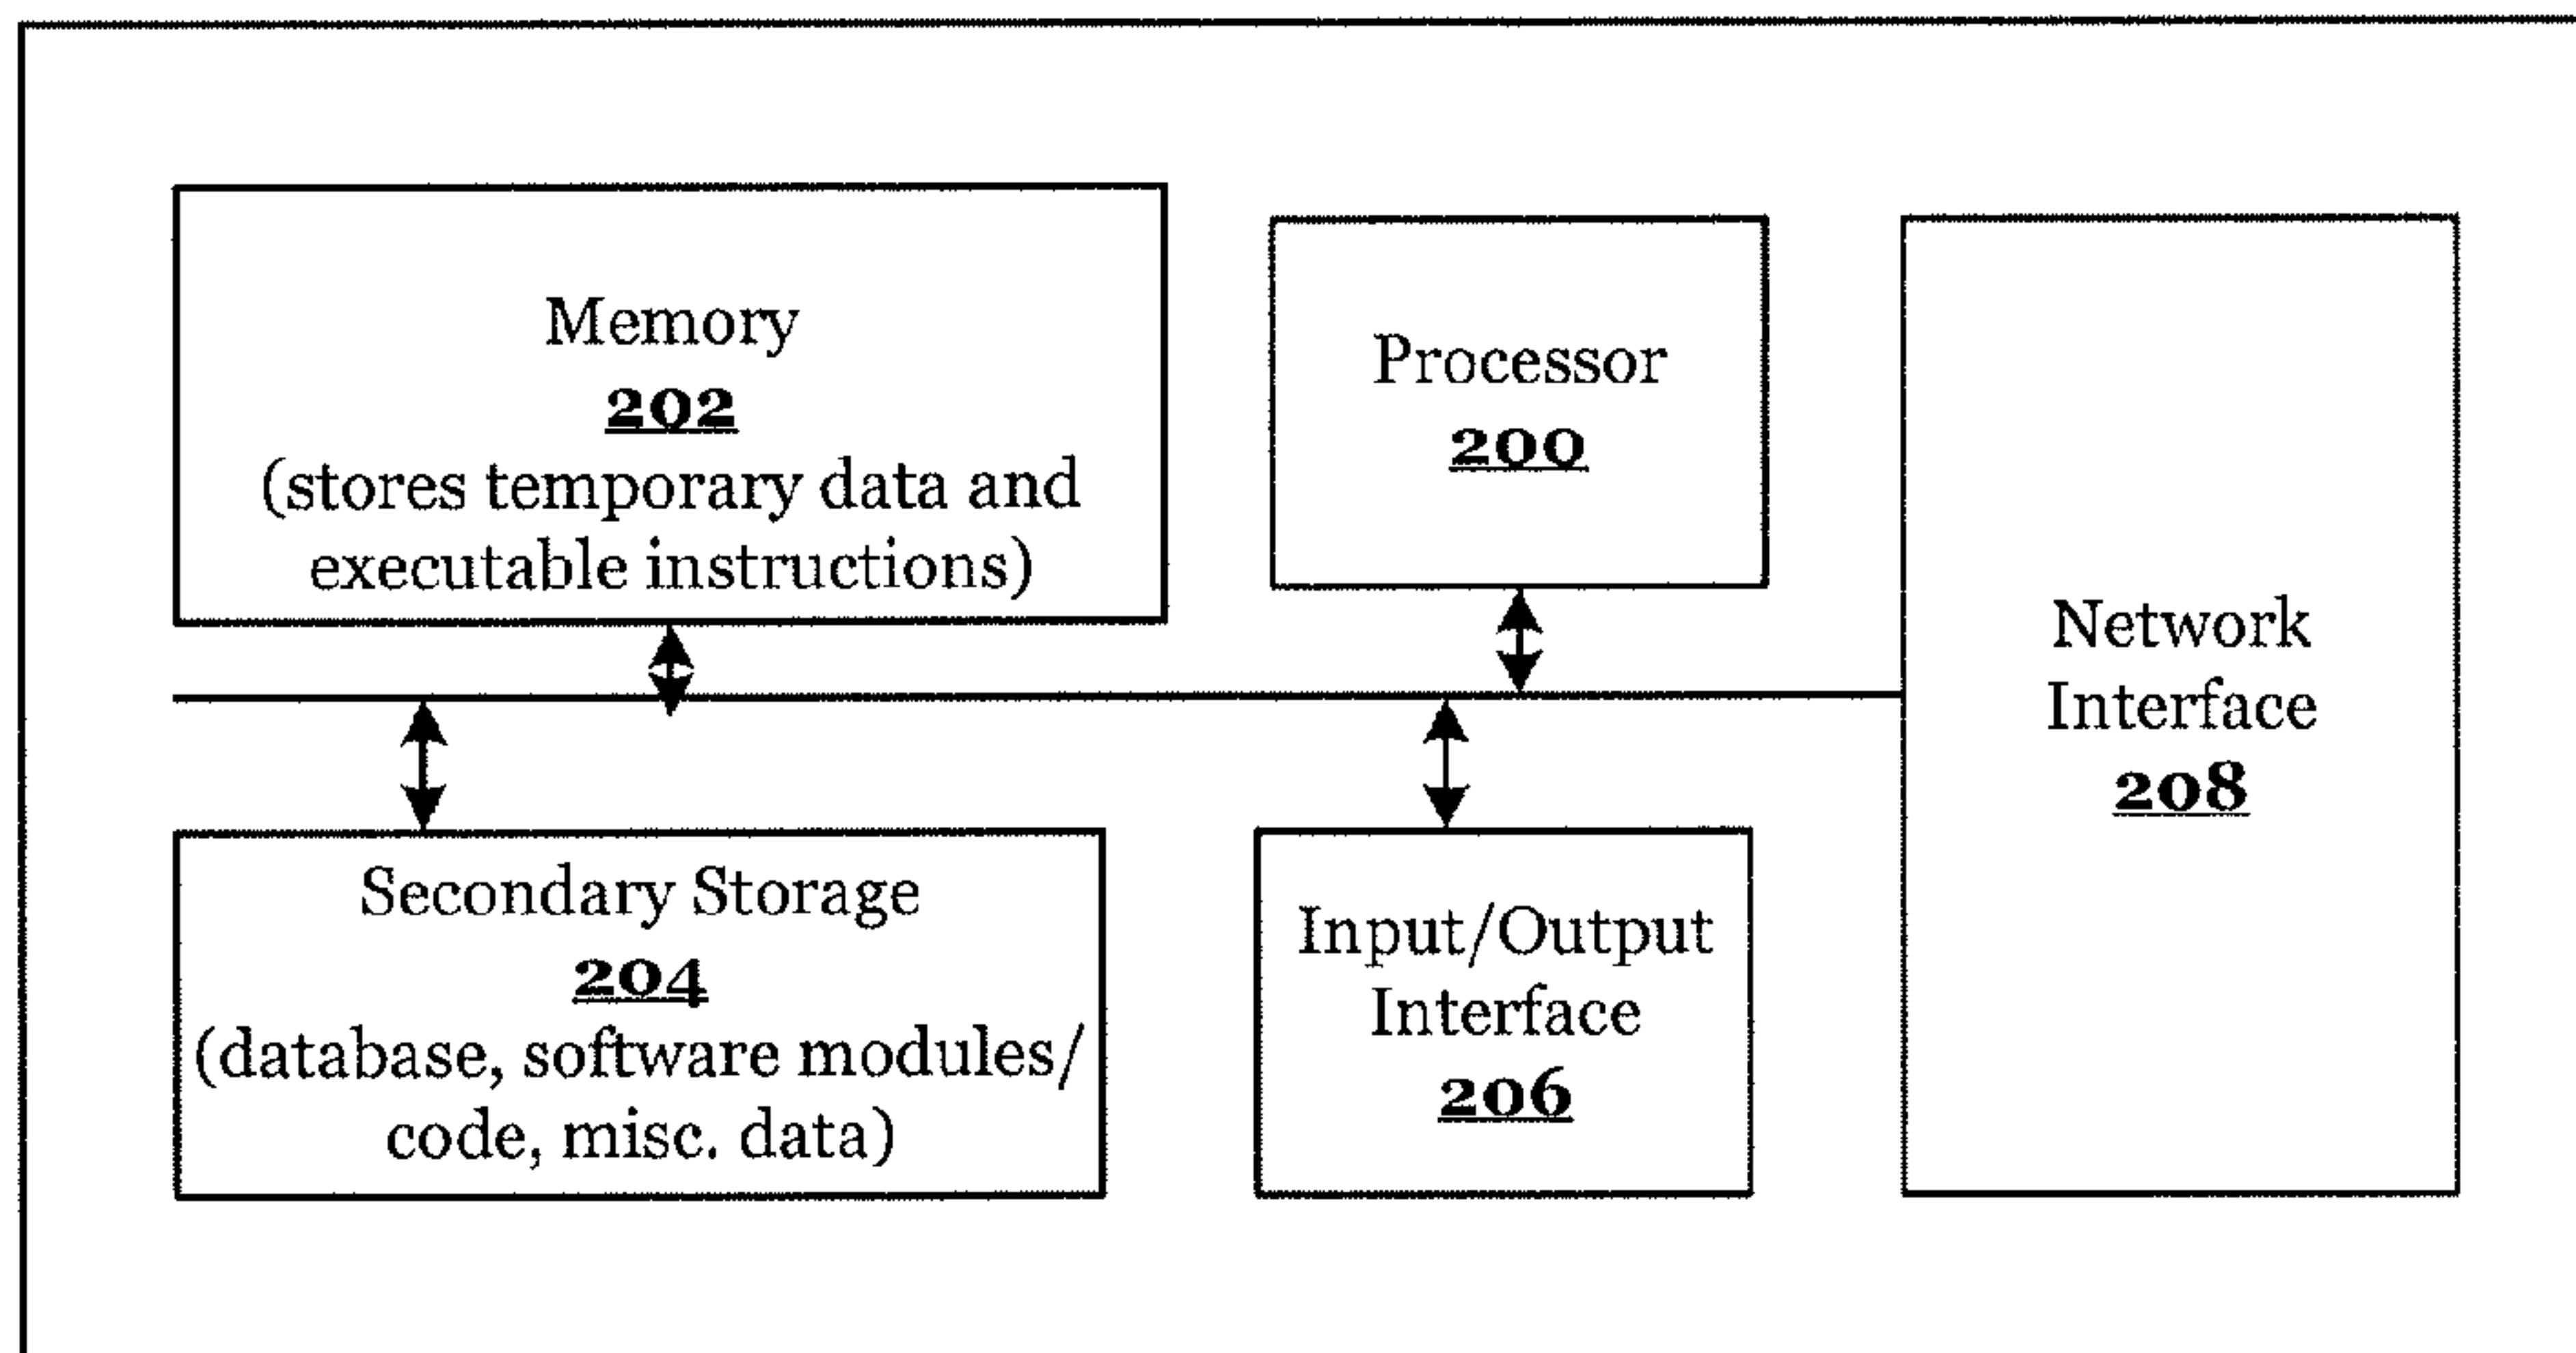 Memory
202
(stores temporary data and
executable instructions)
Processor
200
Network
Interface
208
Secondary Storage
204
(database, software modules/
code, misc. data)
Input/Output
Interface
206